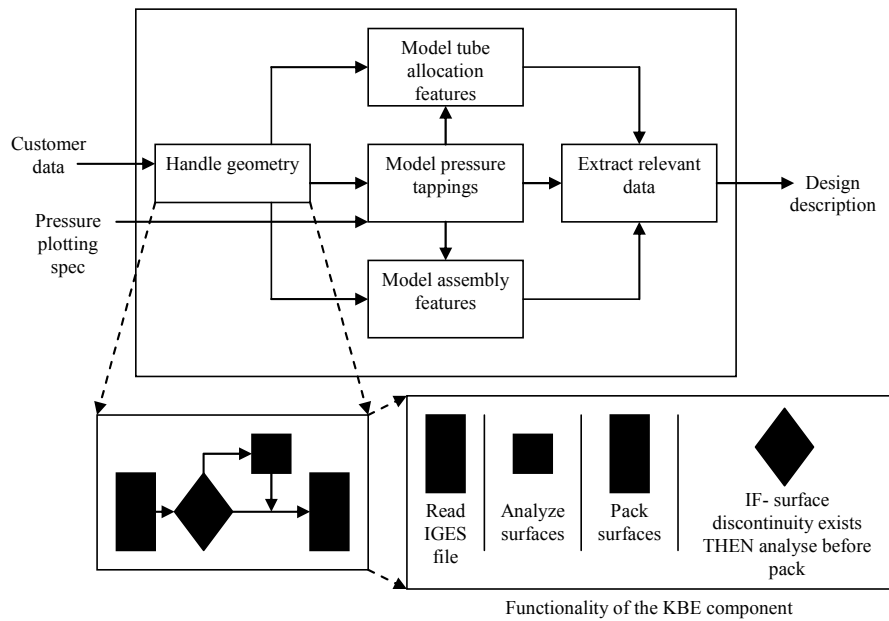 Model tube
allocation
features
Customer
data
Handle geometry
Model pressure
tappings
Extract relevant
data
Design
description
Pressure
plotting
spec
Model assembly
features
Read
IGES
file
Analyze
surfaces
Pack
surfaces
IF- surface
discontinuity exists
THEN analyse before
pack
Functionality of the KBE component